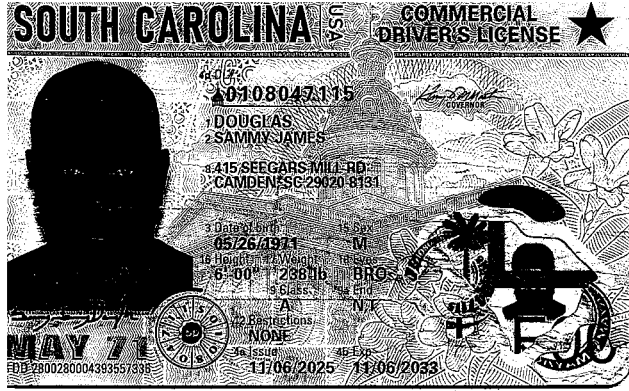 SOUTH CAROLINA
USA
COMMERCIAL
DRIVER'S LICENSE
4d DL#
0108047115
GOVERNOR
1 DOUGLAS
2 SAMMY JAMES
8 415 SEEGARS MILL RD
CAMDEN SC 29020-8131
3 Date of birth 15 Sex
05/26/1971 M
16 Height 17 Weight 18 Eyes
6'-00" 238 lb BRO
9 Class 9a End
A N,T
12 Restrictions
NONE
MAY 71
4a Issued 4b Exp
11/06/2025 11/06/2033